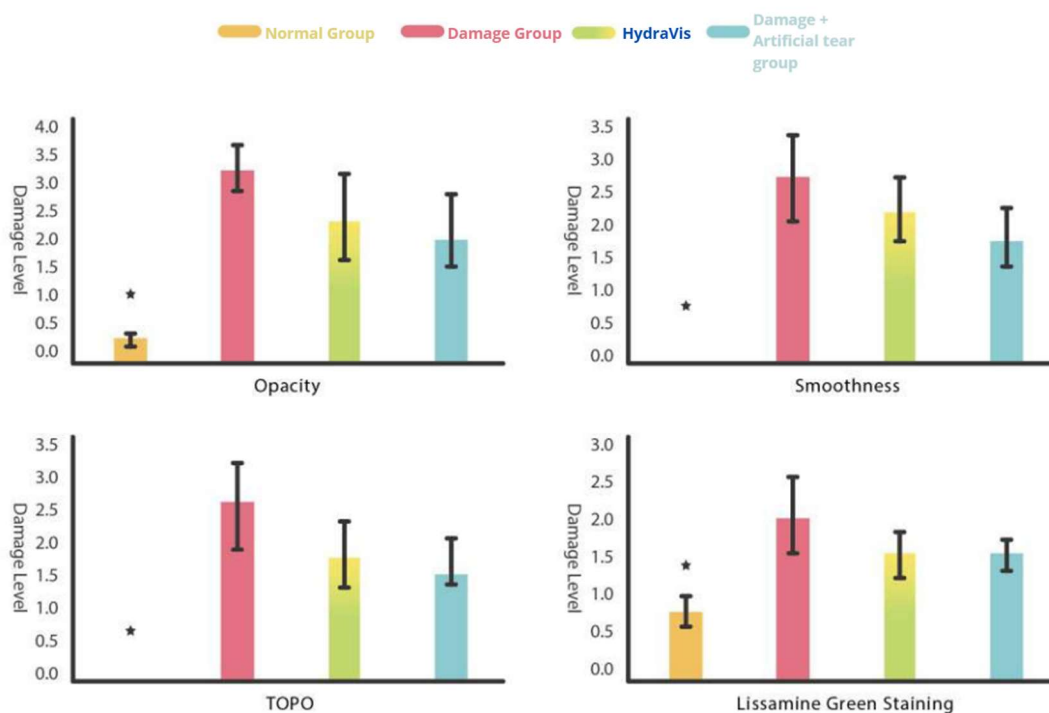 Normal Group
Damage Group
HydraVis
Damage +
Artificial tear
group
Damage Level
4.0
3.5
3.0
2.5
2.0
1.5
1.0
0.5
0.0
Opacity
Damage Level
3.5
3.0
2.5
2.0
1.5
1.0
0.5
0.0
Smoothness
Damage Level
3.5
3.0
2.5
2.0
1.5
1.0
0.5
0.0
TOPO
Damage Level
3.0
2.5
2.0
1.5
1.0
0.5
0.0
Lissamine Green Staining